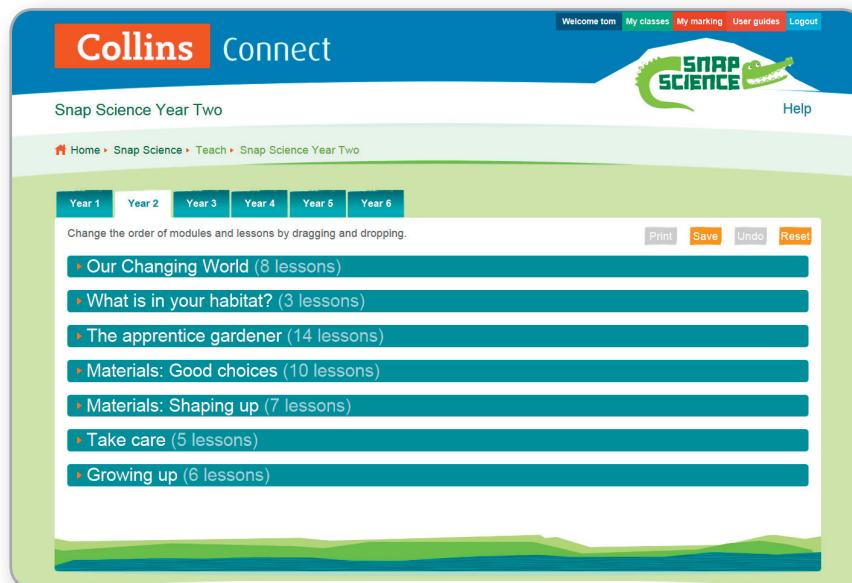 Welcome tom My classes My marking User guides Logout
Collins Connect
SNAP
SCIENCE
Snap Science Year Two
Help
Home Snap Science Teach Snap Science Year Two
Year 1 Year 2 Year 3 Year 4 Year 5 Year 6
Change the order of modules and lessons by dragging and dropping.
Print Save Undo Reset
Our Changing World (8 lessons)
What is in your habitat? (3 lessons)
The apprentice gardener (14 lessons)
Materials: Good choices (10 lessons)
Materials: Shaping up (7 lessons)
Take care (5 lessons)
Growing up (6 lessons)